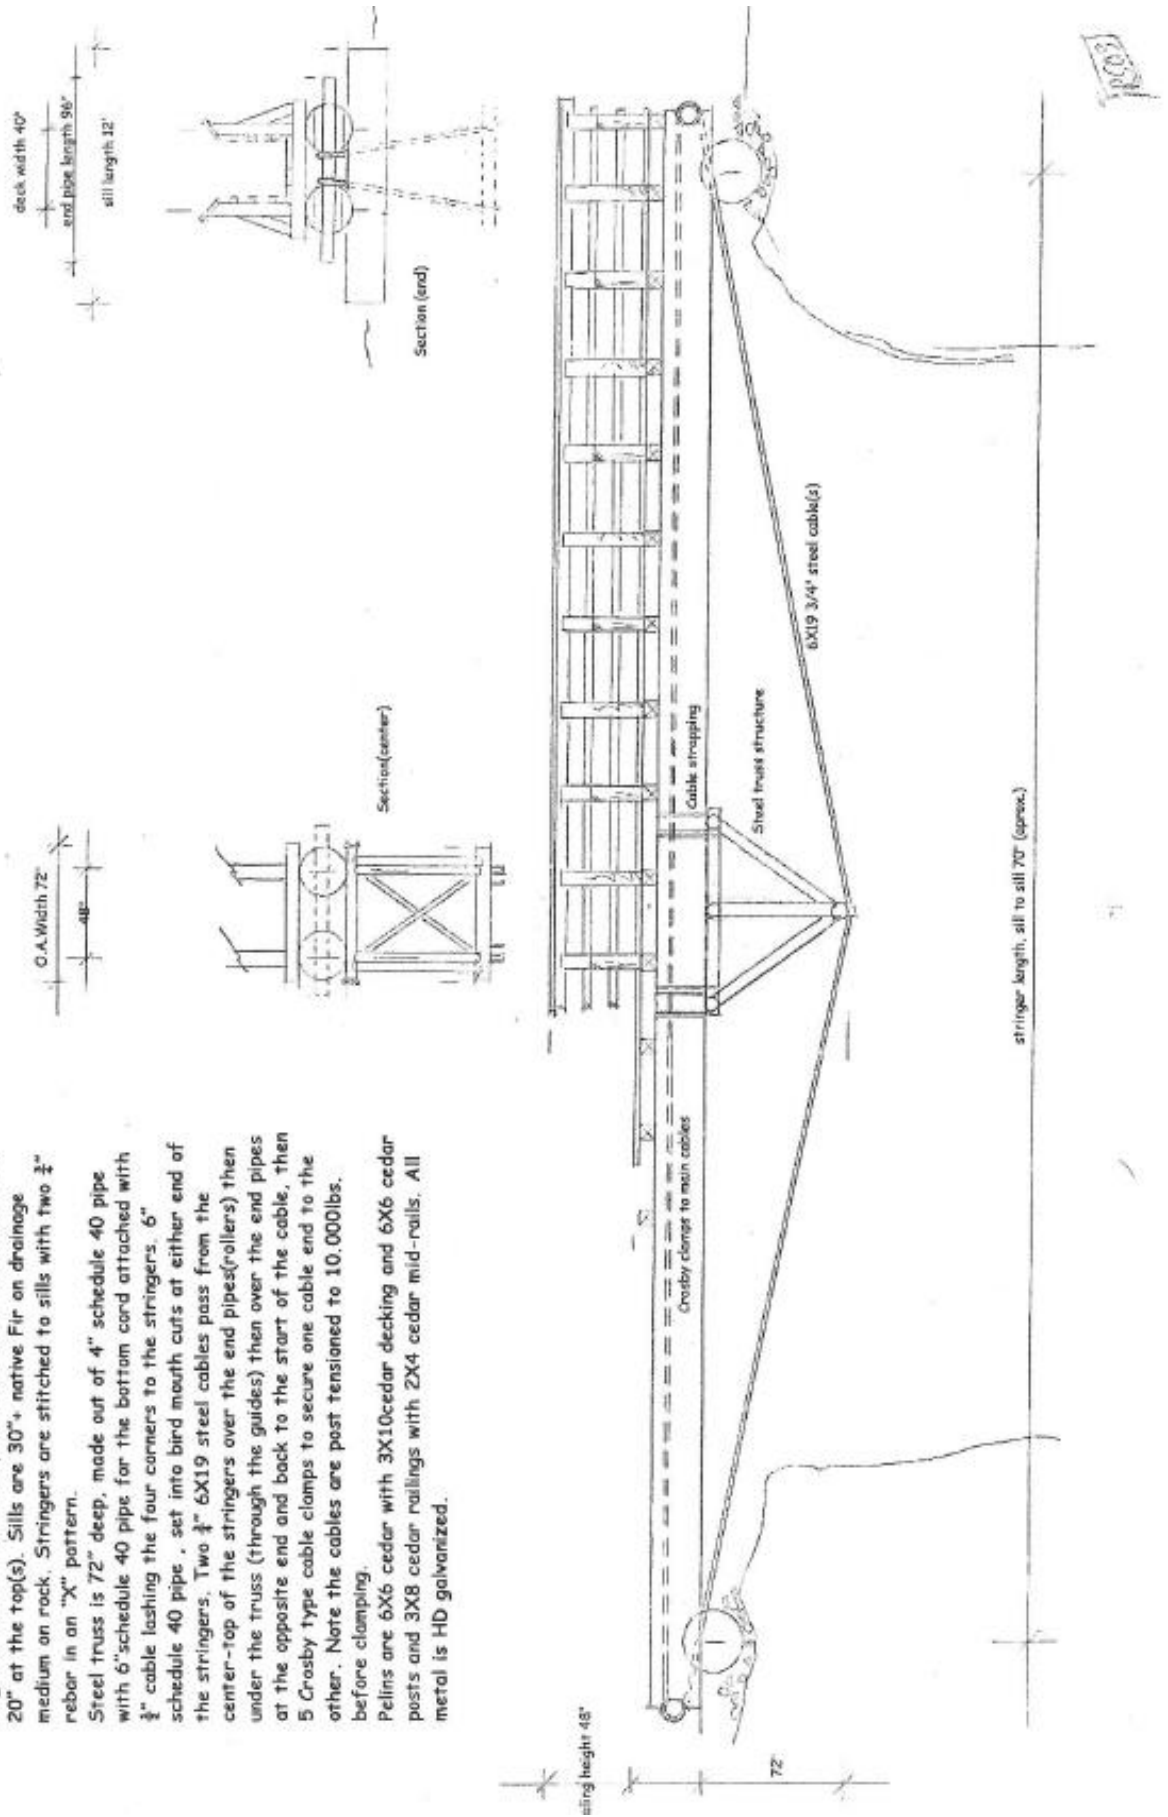 20" at the top(s). Sills are 30"+ native Fir on drainage
medium on rock. Stringers are stitched to sills with two ¾"
rebar in an "X" pattern.
Steel truss is 72" deep, made out of 4" schedule 40 pipe
with 6"schedule 40 pipe for the bottom cord attached with
¾" cable lashing the four corners to the stringers. 6"
schedule 40 pipe , set into bird mouth cuts at either end of
the stringers. Two ¾" 6X19 steel cables pass from the
center-top of the stringers over the end pipes(rollers) then
under the truss (through the guides) then over the end pipes
at the opposite end and back to the start of the cable, then
5 Crosby type cable clamps to secure one cable end to the
other. Note the cables are post tensioned to 10.000lbs.
before clamping.
Pelins are 6X6 cedar with 3X10cedar decking and 6X6 cedar
posts and 3X8 cedar railings with 2X4 cedar mid-rails. All
metal is HD galvanized.
O.A.Width 72"
48"
Section(center)
deck width 40"
end pipe length 96"
sill length 12'
Section (end)
ailing height 48"
72"
Crosby clamps to main cables
Cable strapping
Steel truss structure
6X19 3/4" steel cable(s)
stringer length, sill to sill 70' (aprox.)